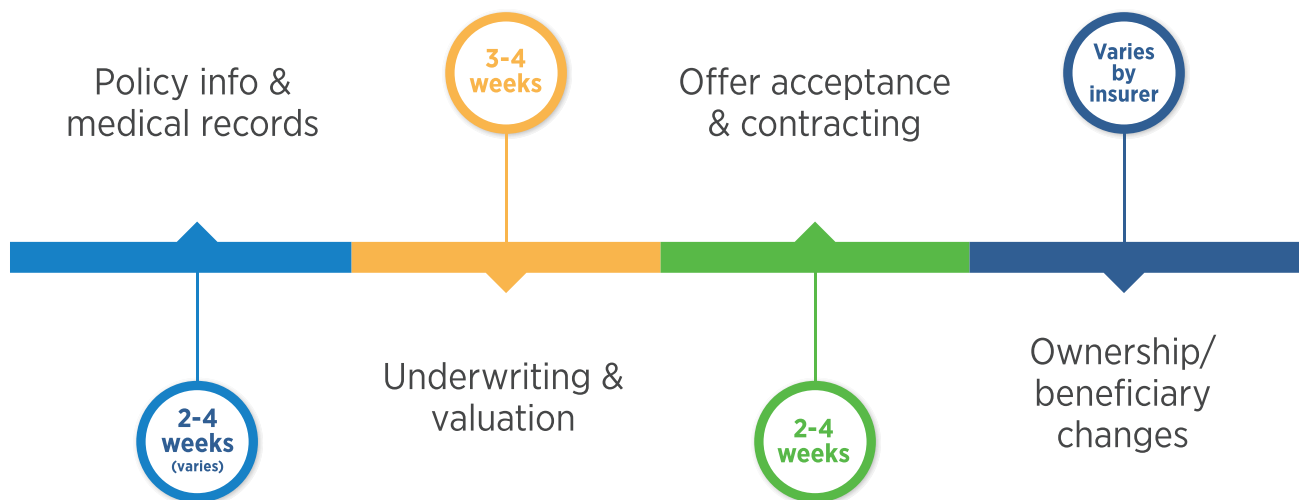 Policy info &
medical records
2-4
weeks
(varies)
3-4
weeks
Underwriting &
valuation
Offer acceptance
& contracting
2-4
weeks
Varies
by
insurer
Ownership/
beneficiary
changes